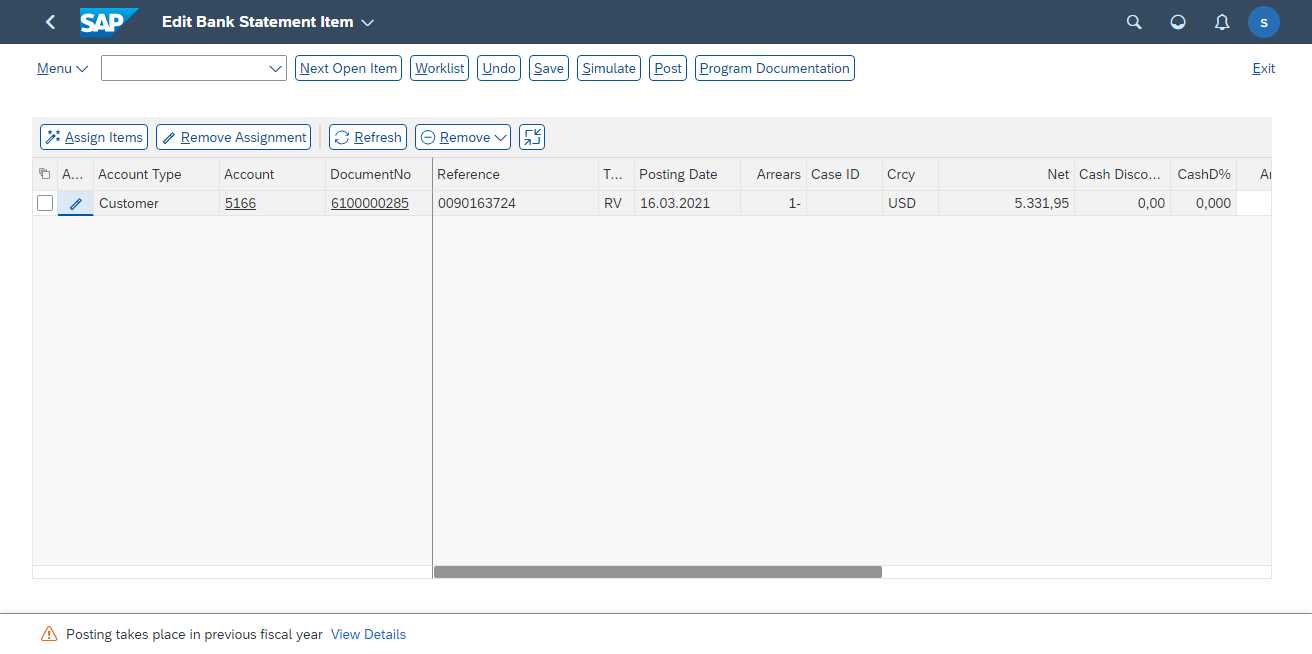 SAP Edit Bank Statement Item S
Menu Next Open Item Worklist Undo Save Simulate Post Program Documentation Exit
Assign Items Remove Assignment Refresh Remove
A... Account Type Account DocumentNo Reference T... Posting Date Arrears Case ID Crcy Net Cash Disco... CashD%
Customer 5166 6100000285 0090163724 RV 16.03.2021 1- USD 5.331,95 0,00 0,000
Posting takes place in previous fiscal year View Details